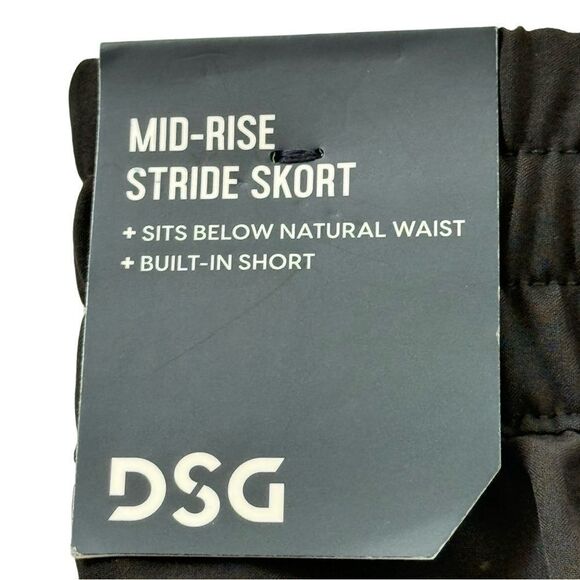 MID-RISE
STRIDE SKORT
+ SITS BELOW NATURAL WAIST
+ BUILT-IN SHORT
DSG